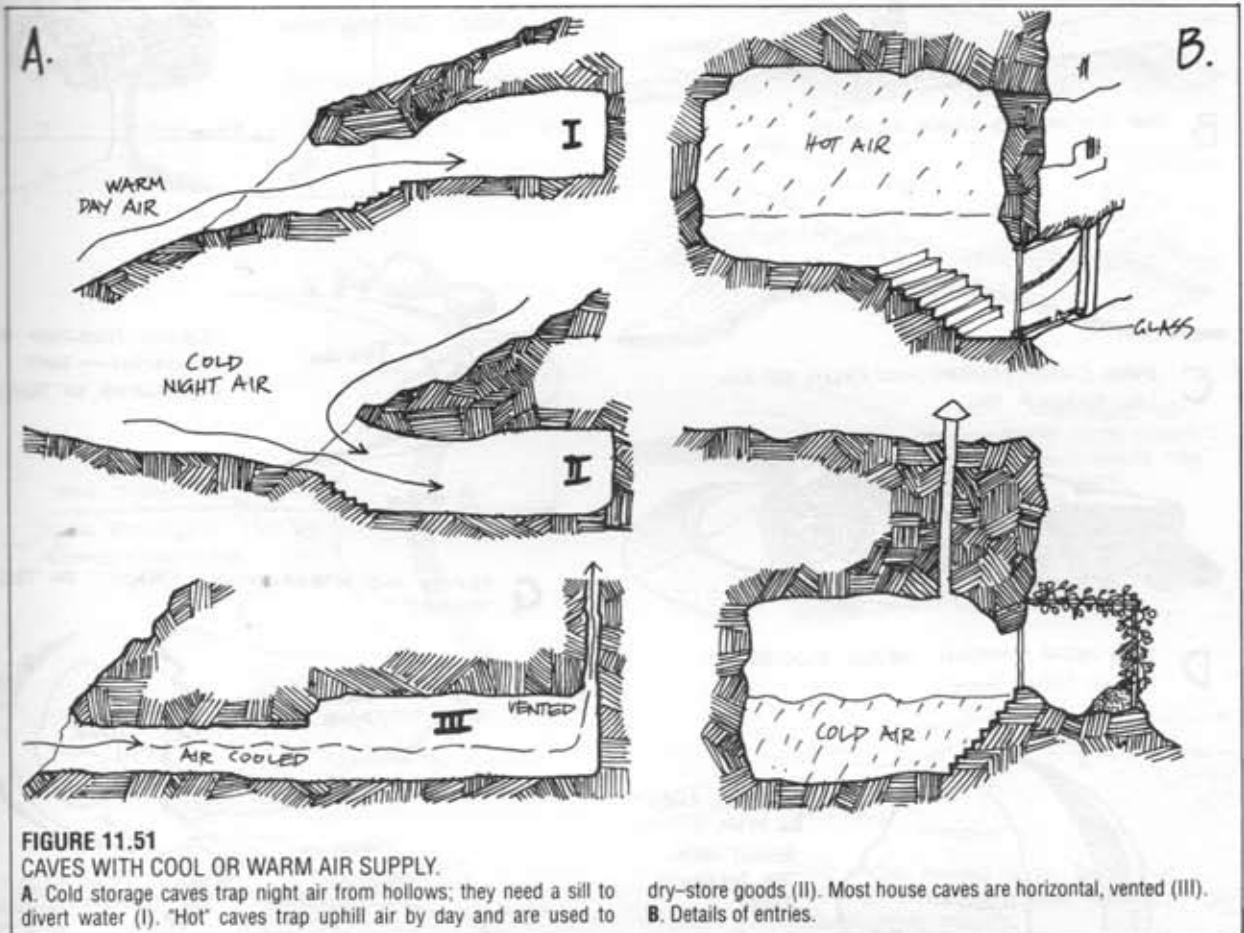 A.
B.
I
WARM
DAY AIR
HOT AIR
GLASS
COLD
NIGHT AIR
II
III
VENTED
AIR COOLED
COLD AIR
FIGURE 11.51
CAVES WITH COOL OR WARM AIR SUPPLY.
A. Cold storage caves trap night air from hollows; they need a sill to
divert water (I). "Hot" caves trap uphill air by day and are used to
dry–store goods (II). Most house caves are horizontal, vented (III).
B. Details of entries.